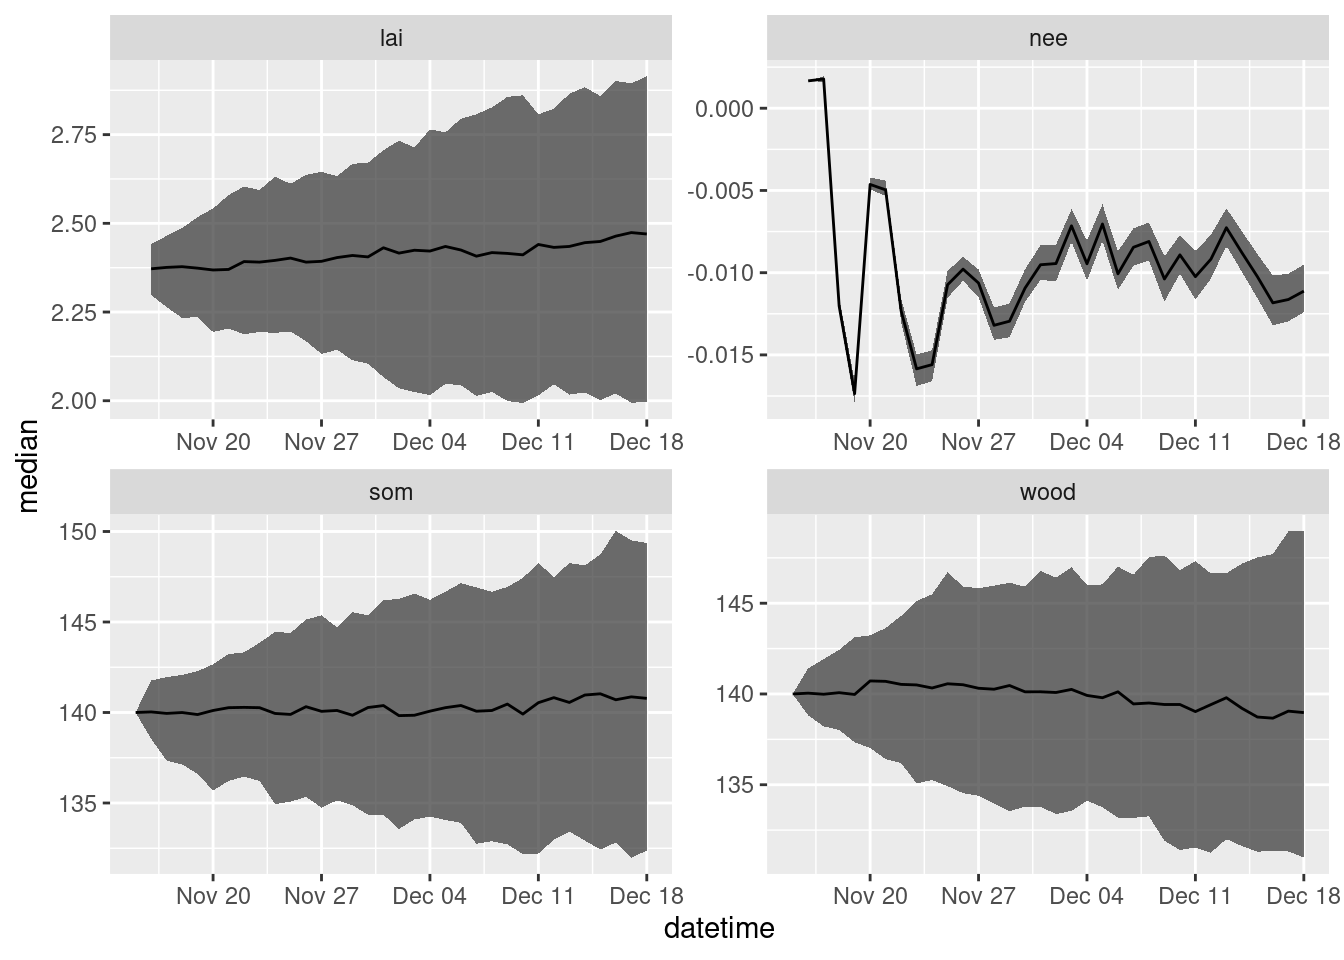 lai
nee
2.75
2.50
2.25
2.00
0.000
-0.005
-0.010
-0.015
Nov 20 Nov 27 Dec 04 Dec 11 Dec 18
Nov 20 Nov 27 Dec 04 Dec 11 Dec 18
median
som
wood
150
145
140
135
145
140
135
Nov 20 Nov 27 Dec 04 Dec 11 Dec 18
Nov 20 Nov 27 Dec 04 Dec 11 Dec 18
datetime